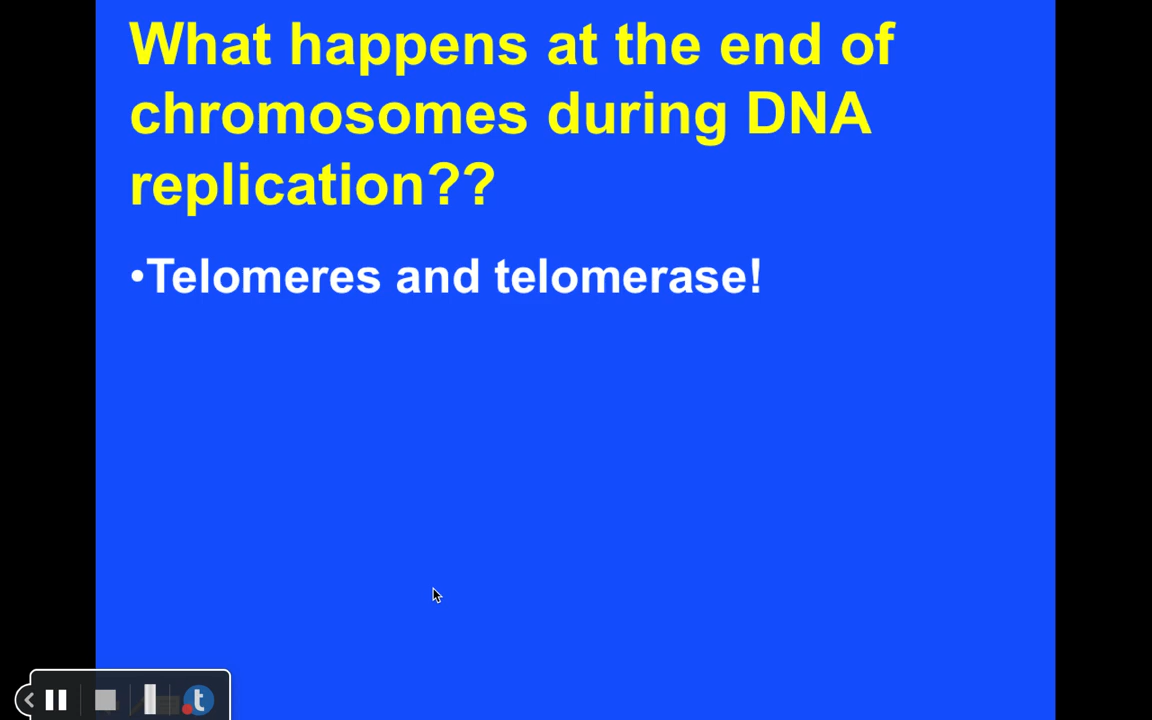 What happens at the end of
chromosomes during DNA
replication??
•Telomeres and telomerase!
t